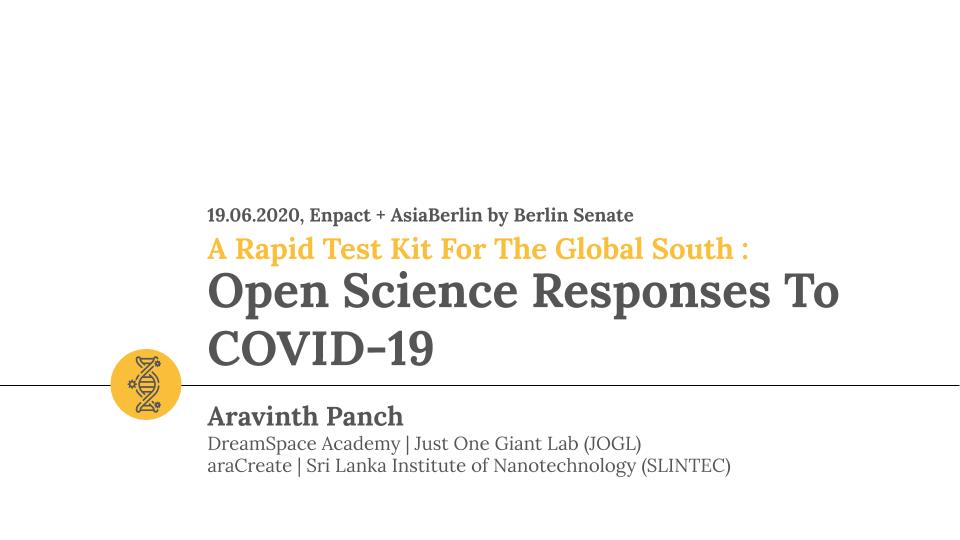 19.06.2020, Enpact + AsiaBerlin by Berlin Senate
A Rapid Test Kit For The Global South :
Open Science Responses To
COVID-19
Aravinth Panch
DreamSpace Academy | Just One Giant Lab (JOGL)
araCreate | Sri Lanka Institute of Nanotechnology (SLINTEC)